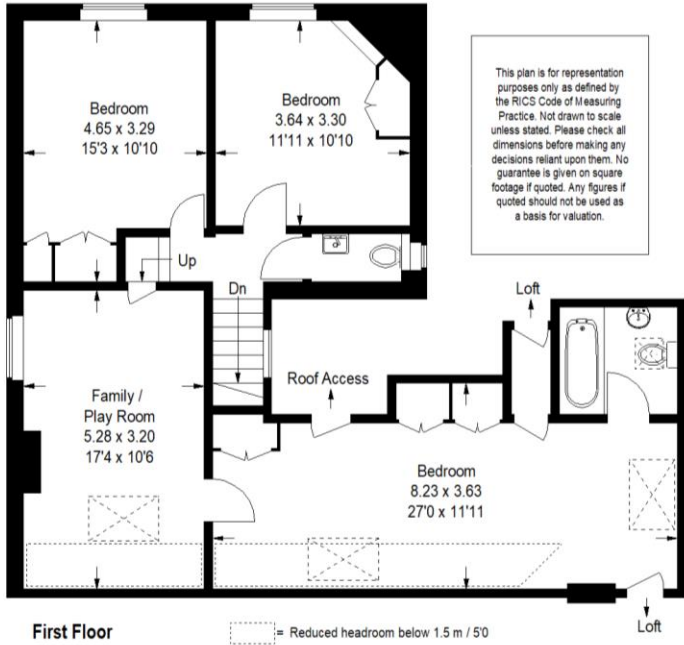 Bedroom
4.65 x 3.29
15'3 x 10'10
Bedroom
3.64 x 3.30
11'11 x 10'10
This plan is for representation
purposes only as defined by
the RICS Code of Measuring
Practice. Not drawn to scale
unless stated. Please check all
dimensions before making any
decisions reliant upon them. No
guarantee is given on square
footage if quoted. Any figures if
quoted should not be used as
a basis for valuation.
Up
Dn
Loft
Roof Access
Family /
Play Room
5.28 x 3.20
17'4 x 10'6
Bedroom
8.23 x 3.63
27'0 x 11'11
Loft
First Floor
= Reduced headroom below 1.5 m / 5'0